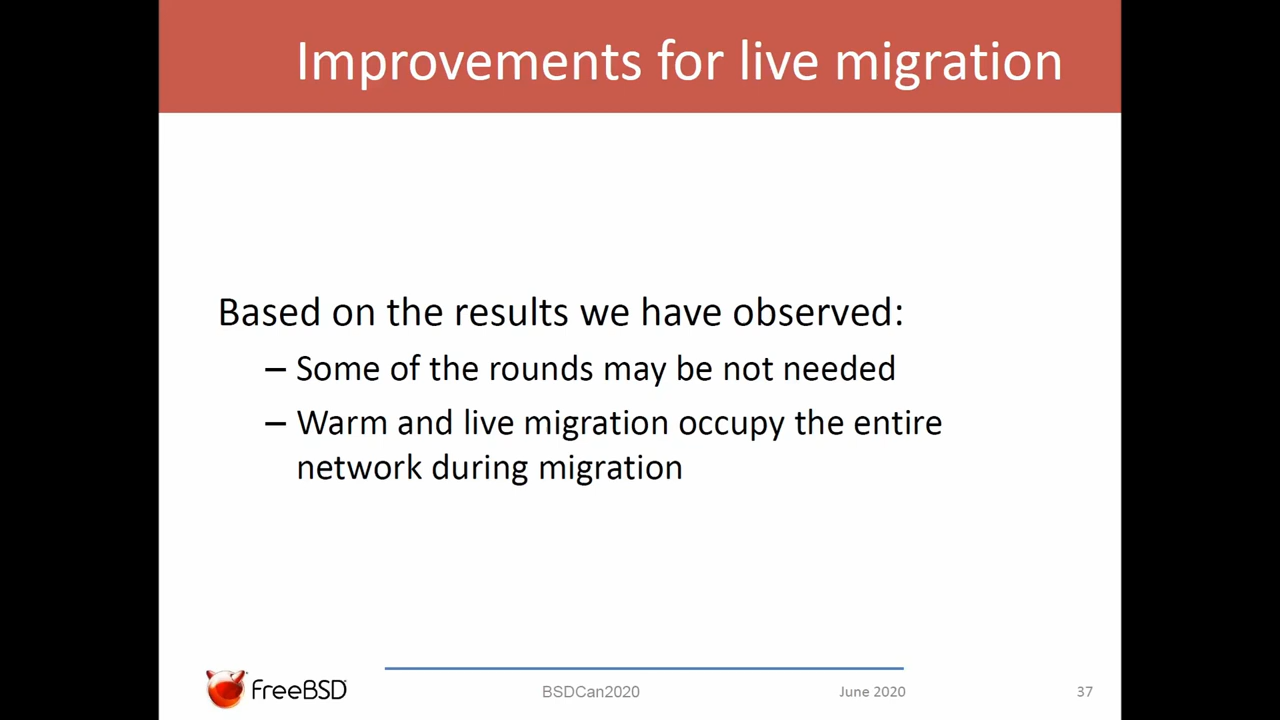 Improvements for live migration
Based on the results we have observed:
– Some of the rounds may be not needed
– Warm and live migration occupy the entire
network during migration
FreeBSD
BSDCan2020
June 2020
37